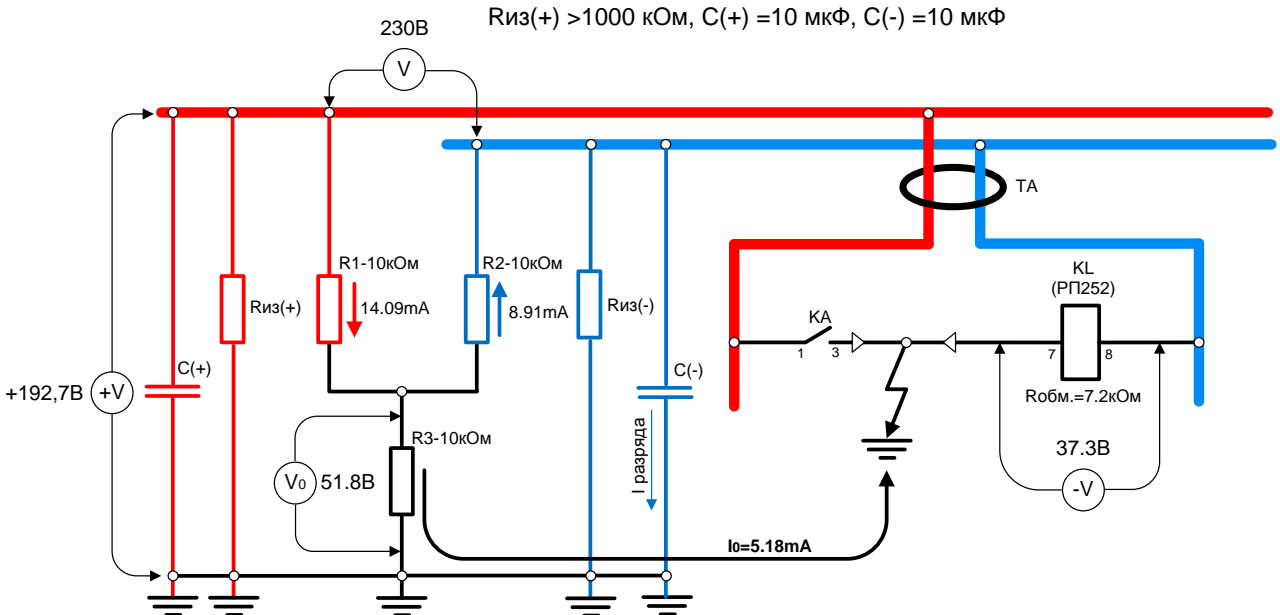 Rиз(+) >1000 кОм, C(+) =10 мкФ, C(-) =10 мкФ
230В
V
TA
R1-10кОм
R2-10кОм
KL
(РП252)
Rиз(+)
14.09mA
8.91mA
Rиз(-)
KA
1
3
7
8
C(+)
C(-)
+192,7В
+V
Rобм.=7.2кОм
R3-10кОм
37.3В
V0
51.8В
I разряда
-V
I0=5.18mA